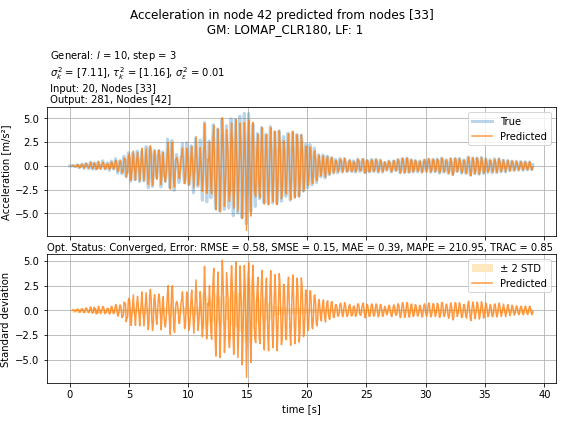 Acceleration in node 42 predicted from nodes [33]
GM: LOMAP_CLR180, LF: 1
General: l = 10, step = 3
σ²ₖ = [7.11], τ²ₖ = [1.16], σ²ε = 0.01
Input: 20, Nodes [33]
Output: 281, Nodes [42]
Acceleration [m/s²]
5.0
2.5
0.0
−2.5
−5.0
True
Predicted
Opt. Status: Converged, Error: RMSE = 0.58, SMSE = 0.15, MAE = 0.39, MAPE = 210.95, TRAC = 0.85
Standard deviation
5.0
2.5
0.0
−2.5
−5.0
± 2 STD
Predicted
0 5 10 15 20 25 30 35 40
time [s]